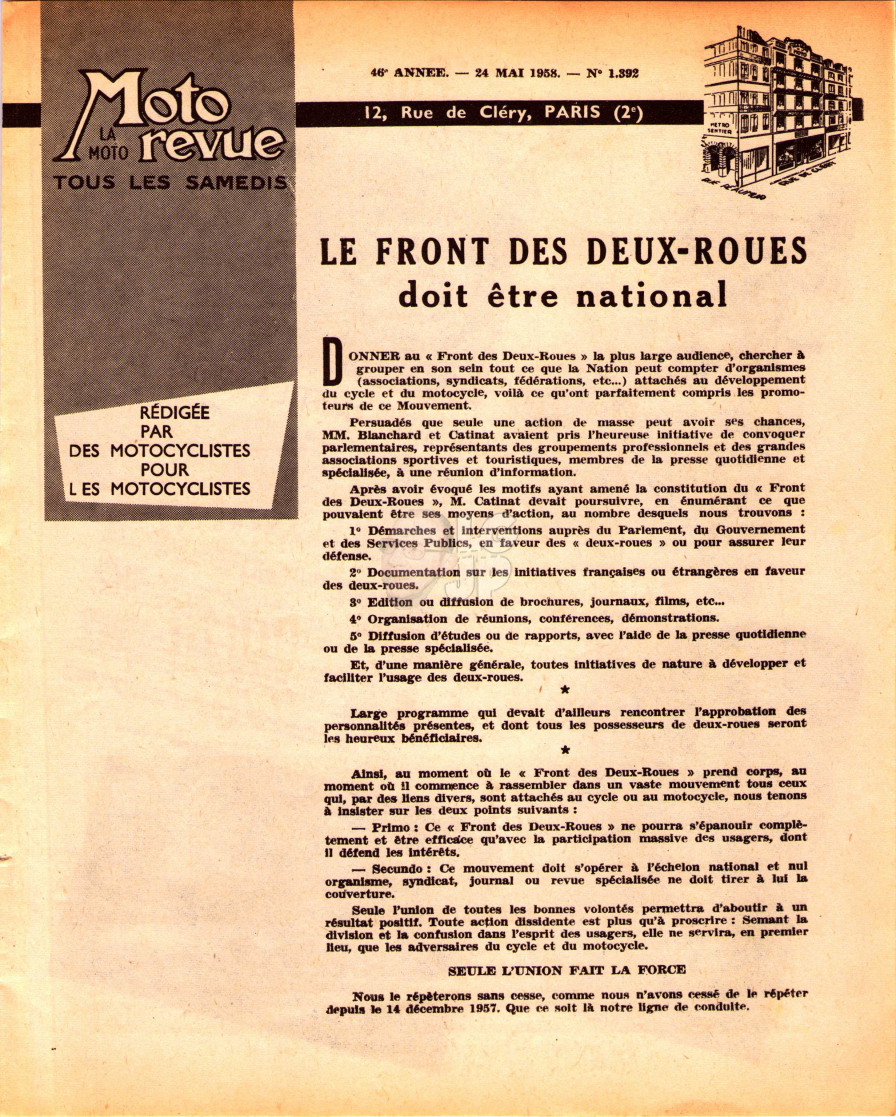 Moto
LA
MOTO
revue
TOUS LES SAMEDIS
46e ANNEE. — 24 MAI 1958. — N° 1.392
12, Rue de Cléry, PARIS (2e)
METRO
SENTIER
RUE DE CLERY
LE FRONT DES DEUX-ROUES
doit être national
RÉDIGÉE
PAR
DES MOTOCYCLISTES
POUR
LES MOTOCYCLISTES
DONNER au « Front des Deux-Roues » la plus large audience, chercher à
grouper en son sein tout ce que la Nation peut compter d'organismes
(associations, syndicats, fédérations, etc...) attachés au développement
du cycle et du motocycle, voilà ce qu'ont parfaitement compris les promo-
teurs de ce Mouvement.
Persuadés que seule une action de masse peut avoir ses chances,
MM. Blanchard et Catinat avaient pris l'heureuse initiative de convoquer
parlementaires, représentants des groupements professionnels et des grandes
associations sportives et touristiques, membres de la presse quotidienne et
spécialisée, à une réunion d'information.
Après avoir évoqué les motifs ayant amené la constitution du « Front
des Deux-Roues », M. Catinat devait poursuivre, en énumérant ce que
pouvaient être ses moyens d'action, au nombre desquels nous trouvons :
1° Démarches et interventions auprès du Parlement, du Gouvernement
et des Services Publics, en faveur des « deux-roues » ou pour assurer leur
défense.
2° Documentation sur les initiatives françaises ou étrangères en faveur
des deux-roues.
3° Edition ou diffusion de brochures, journaux, films, etc...
4° Organisation de réunions, conférences, démonstrations.
5° Diffusion d'études ou de rapports, avec l'aide de la presse quotidienne
ou de la presse spécialisée.
Et, d'une manière générale, toutes initiatives de nature à développer et
faciliter l'usage des deux-roues.
★
Large programme qui devait d'ailleurs rencontrer l'approbation des
personnalités présentes, et dont tous les possesseurs de deux-roues seront
les heureux bénéficiaires.
★
Ainsi, au moment où le « Front des Deux-Roues » prend corps, au
moment où il commence à rassembler dans un vaste mouvement tous ceux
qui, par des liens divers, sont attachés au cycle ou au motocycle, nous tenons
à insister sur les deux points suivants :
— Primo : Ce « Front des Deux-Roues » ne pourra s'épanouir complè-
tement et être efficace qu'avec la participation massive des usagers, dont
il défend les intérêts.
— Secundo : Ce mouvement doit s'opérer à l'échelon national et nul
organisme, syndicat, journal ou revue spécialisée ne doit tirer à lui la
couverture.
Seule l'union de toutes les bonnes volontés permettra d'aboutir à un
résultat positif. Toute action dissidente est plus qu'à proscrire : Semant la
division et la confusion dans l'esprit des usagers, elle ne servira, en premier
lieu, que les adversaires du cycle et du motocycle.
SEULE L'UNION FAIT LA FORCE
Nous le répèterons sans cesse, comme nous n'avons cessé de le répéter
depuis le 14 décembre 1957. Que ce soit là notre ligne de conduite.